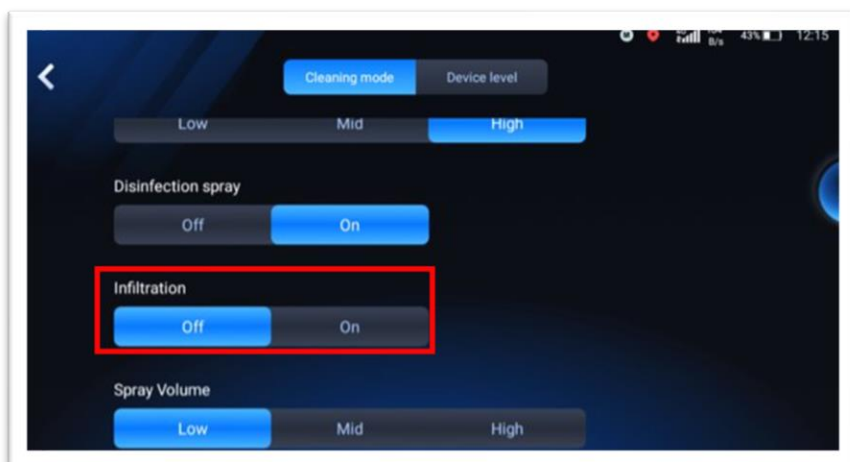 B/s 43% 12:15
Cleaning mode Device level
Low Mid High
Disinfection spray
Off On
Infiltration
Off On
Spray Volume
Low Mid High